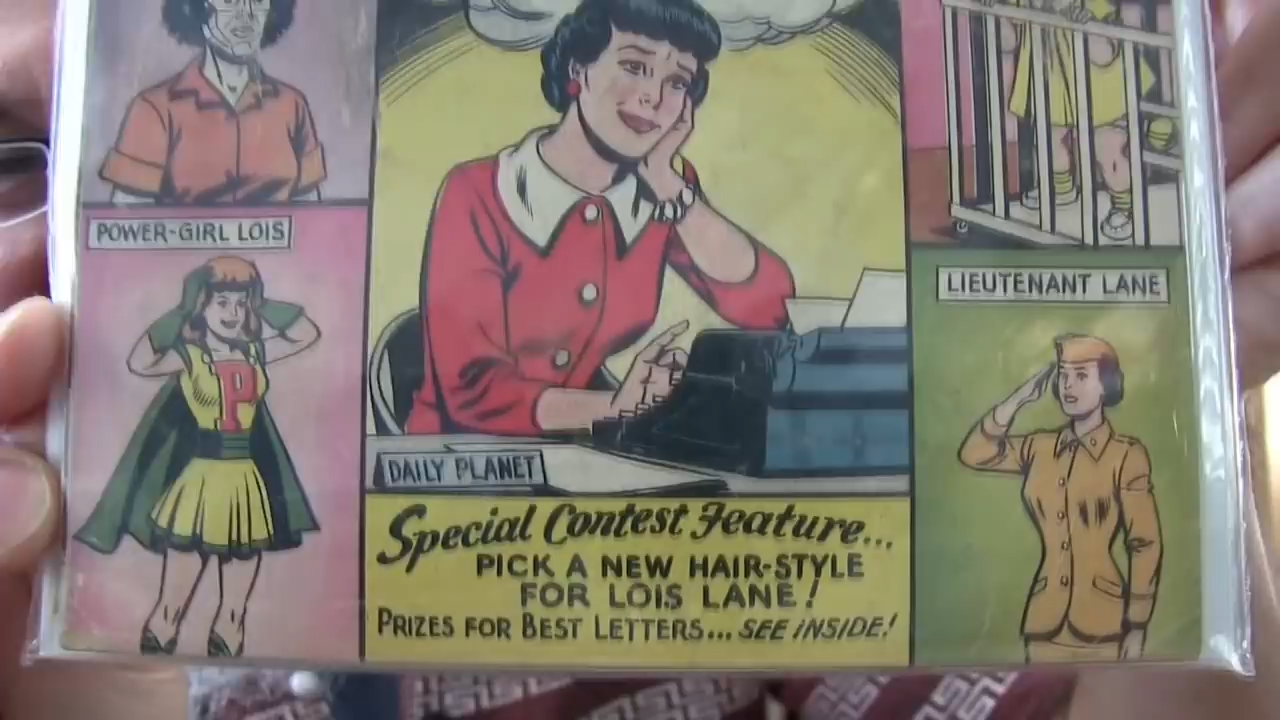 POWER-GIRL LOIS
P
LIEUTENANT LANE
DAILY PLANET
Special Contest Feature...
PICK A NEW HAIR-STYLE
FOR LOIS LANE!
PRIZES FOR BEST LETTERS... SEE INSIDE!